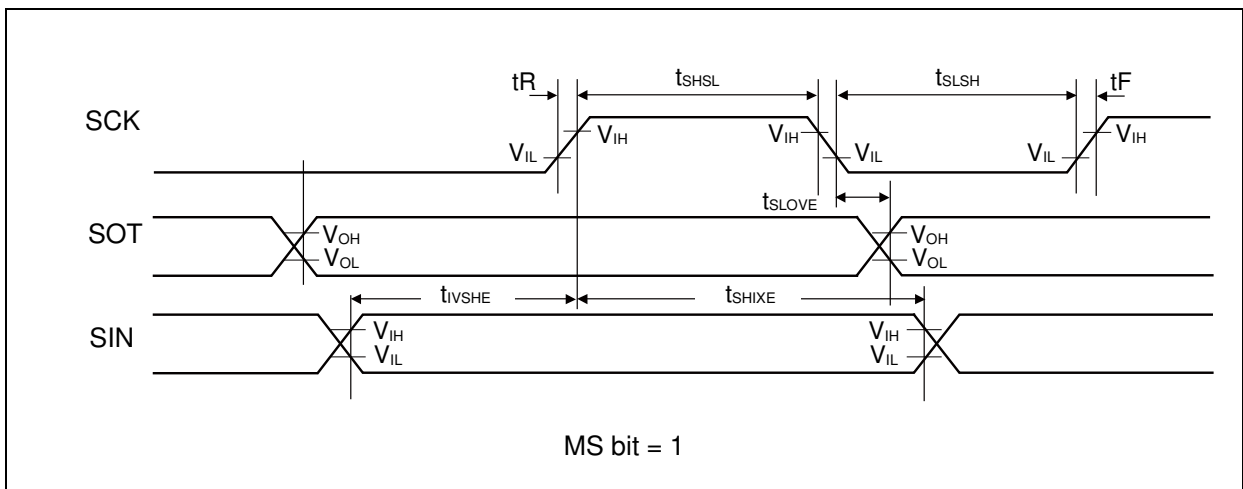 tR tSHSL tSLSH tF
SCK
VIH VIH VIH
VIL VIL VIL
tSLOVE
SOT
VOH VOH
VOL VOL
tIVSHE tSHIXE
SIN
VIH VIH
VIL VIL
MS bit = 1